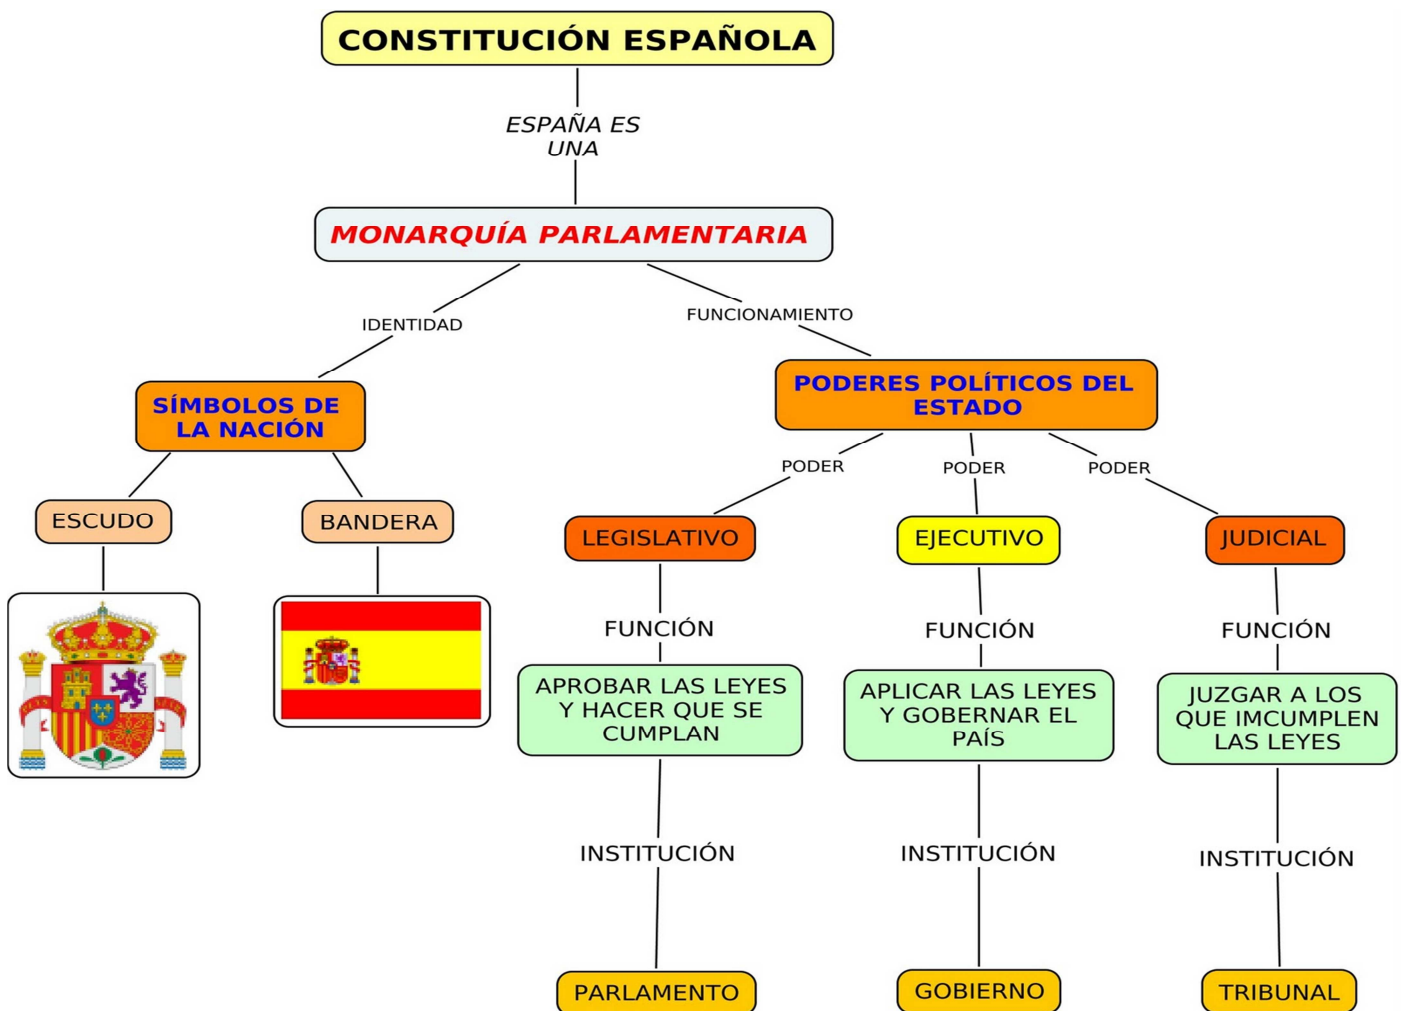 CONSTITUCIÓN ESPAÑOLA
ESPAÑA ES
UNA
MONARQUÍA PARLAMENTARIA
IDENTIDAD
FUNCIONAMIENTO
SÍMBOLOS DE
LA NACIÓN
PODERES POLÍTICOS DEL
ESTADO
PODER
PODER
PODER
ESCUDO
BANDERA
LEGISLATIVO
EJECUTIVO
JUDICIAL
FUNCIÓN
FUNCIÓN
FUNCIÓN
APROBAR LAS LEYES
Y HACER QUE SE
CUMPLAN
APLICAR LAS LEYES
Y GOBERNAR EL
PAÍS
JUZGAR A LOS
QUE IMCUMPLEN
LAS LEYES
INSTITUCIÓN
INSTITUCIÓN
INSTITUCIÓN
PARLAMENTO
GOBIERNO
TRIBUNAL